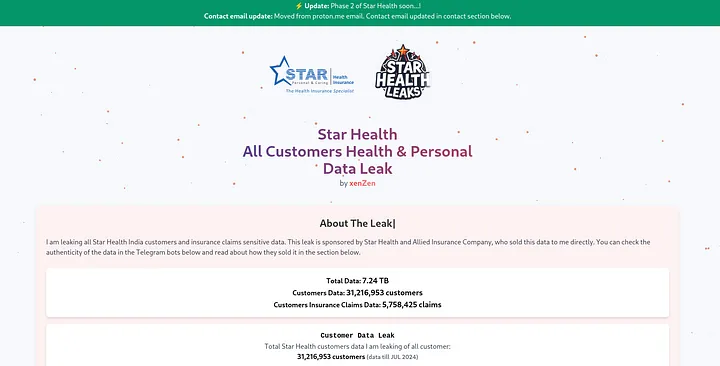 ⚡ Update: Phase 2 of Star Health soon...!
Contact email update: Moved from proton.me email. Contact email updated in contact section below.
STAR Health Insurance
Personal & Caring
The Health Insurance Specialist
STAR
HEALTH
LEAKS
Star Health
All Customers Health & Personal
Data Leak
by xenZen
About The Leak|
I am leaking all Star Health India customers and insurance claims sensitive data. This leak is sponsored by Star Health and Allied Insurance Company, who sold this data to me directly. You can check the
authenticity of the data in the Telegram bots below and read about how they sold it in the section below.
Total Data: 7.24 TB
Customers Data: 31,216,953 customers
Customers Insurance Claims Data: 5,758,425 claims
Customer Data Leak
Total Star Health customers data I am leaking of all customer:
31,216,953 customers (data till JUL 2024)